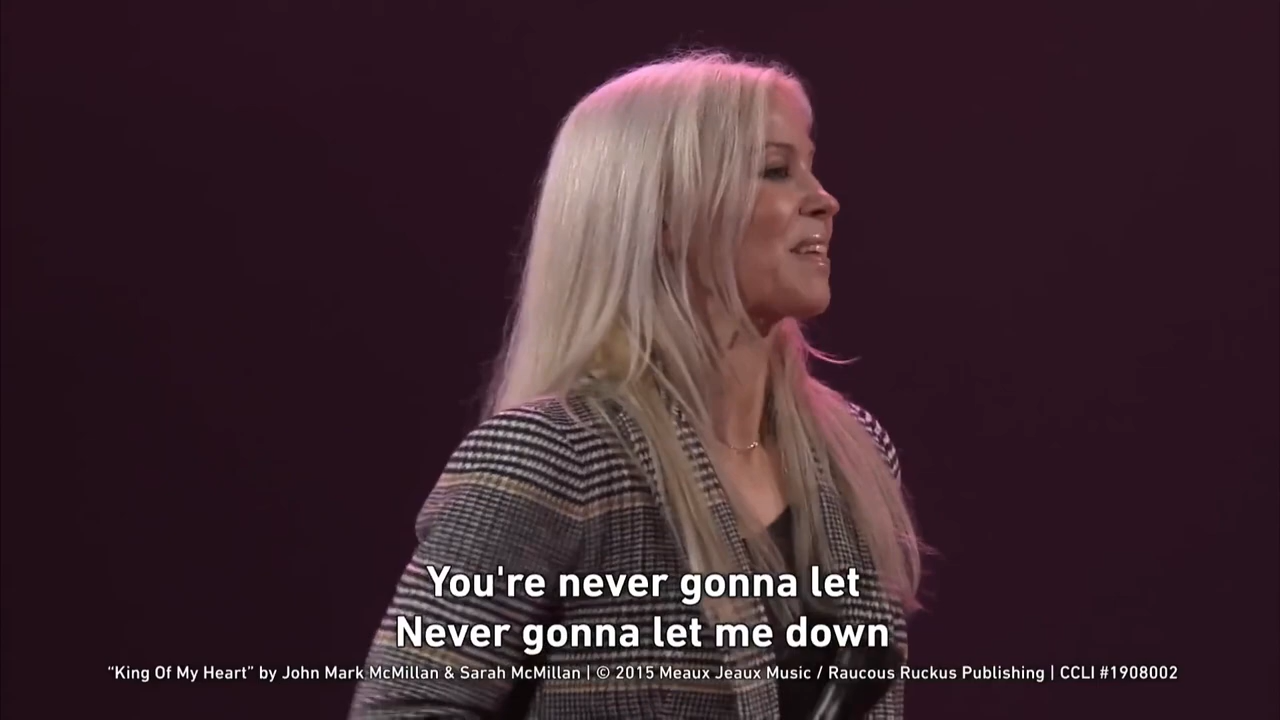 You're never gonna let
Never gonna let me down
“King Of My Heart” by John Mark McMillan & Sarah McMillan | © 2015 Meaux Jeaux Music / Raucous Ruckus Publishing | CCLI #1908002